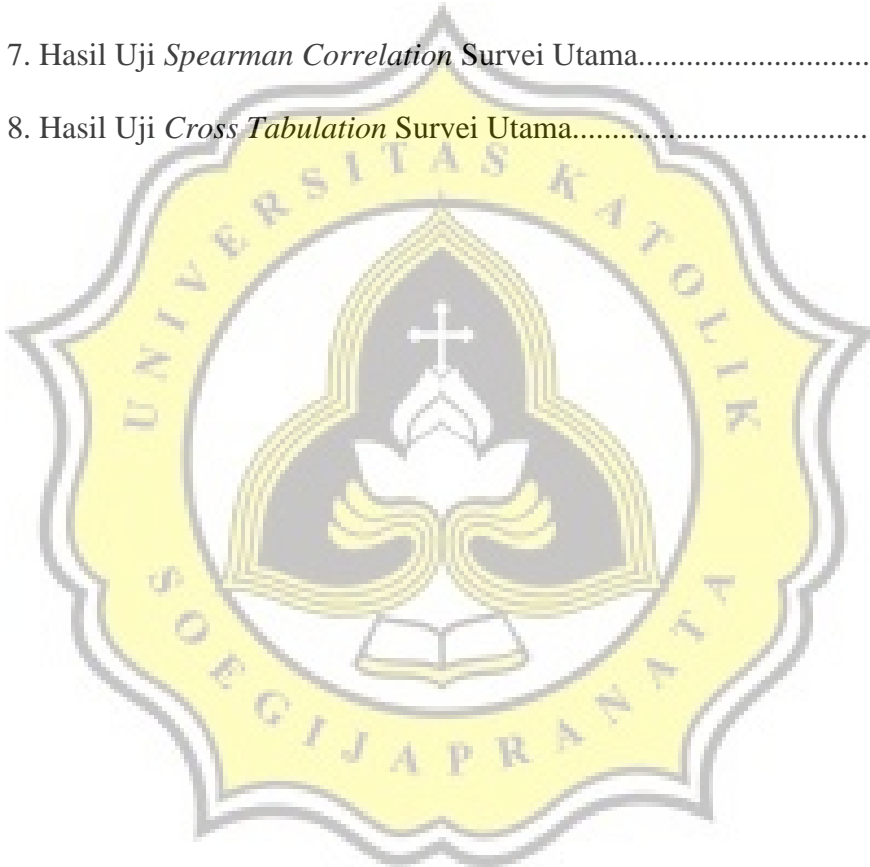 7. Hasil Uji Spearman Correlation Survei Utama.............................
8. Hasil Uji Cross Tabulation Survei Utama.....................................
UNIVERSITAS KATOLIK
SOEGIJAPRANATA